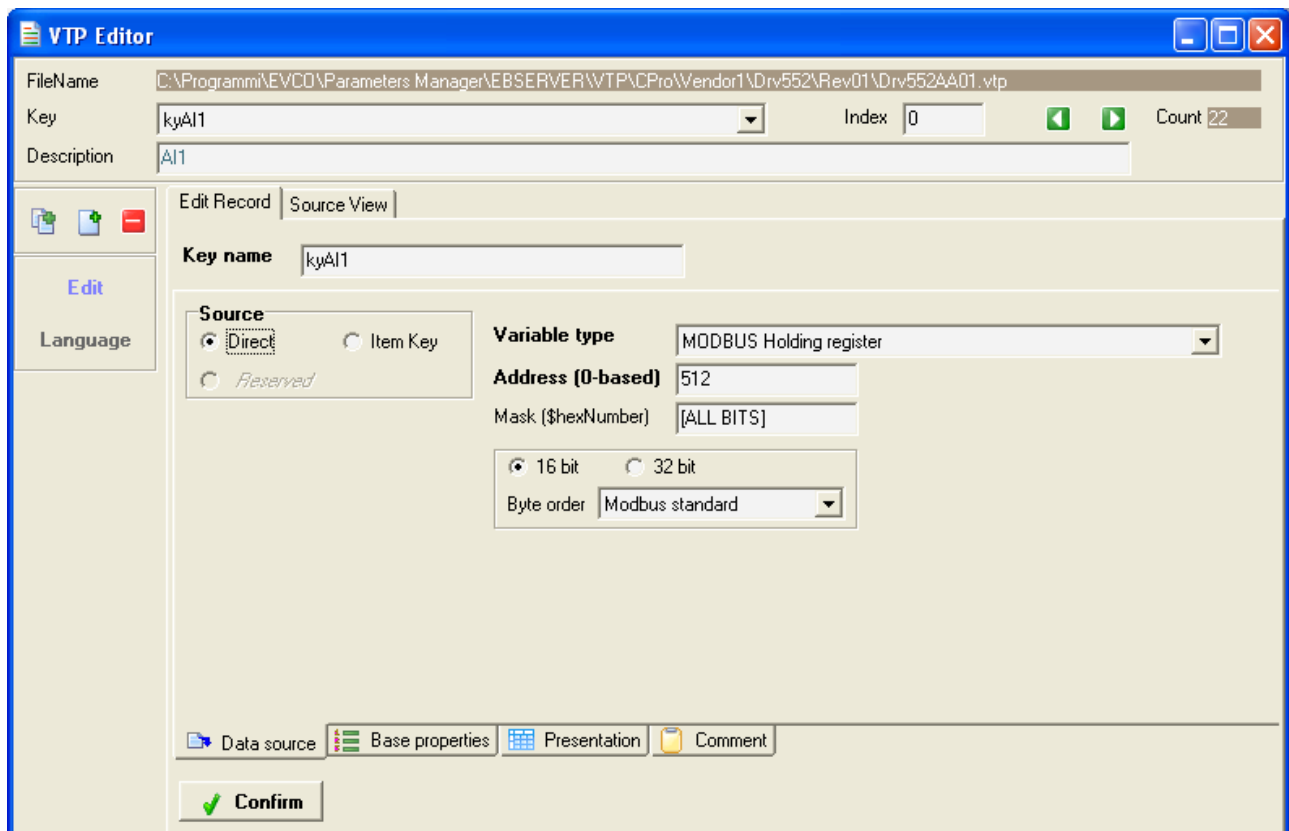 VTP Editor
FileName C:\Programmi\EVCO\Parameters Manager\EBSERVER\VTP\CPro\Vendor1\Drv552\Rev01\Drv552AA01.vtp
Key kyAI1 Index 0 Count 22
Description AI1
Edit Record Source View
Key name kyAI1
Edit
Language
Source
Direct Item Key
Reserved
Variable type MODBUS Holding register
Address (0-based) 512
Mask ($hexNumber) [ALL BITS]
16 bit 32 bit
Byte order Modbus standard
Data source Base properties Presentation Comment
Confirm